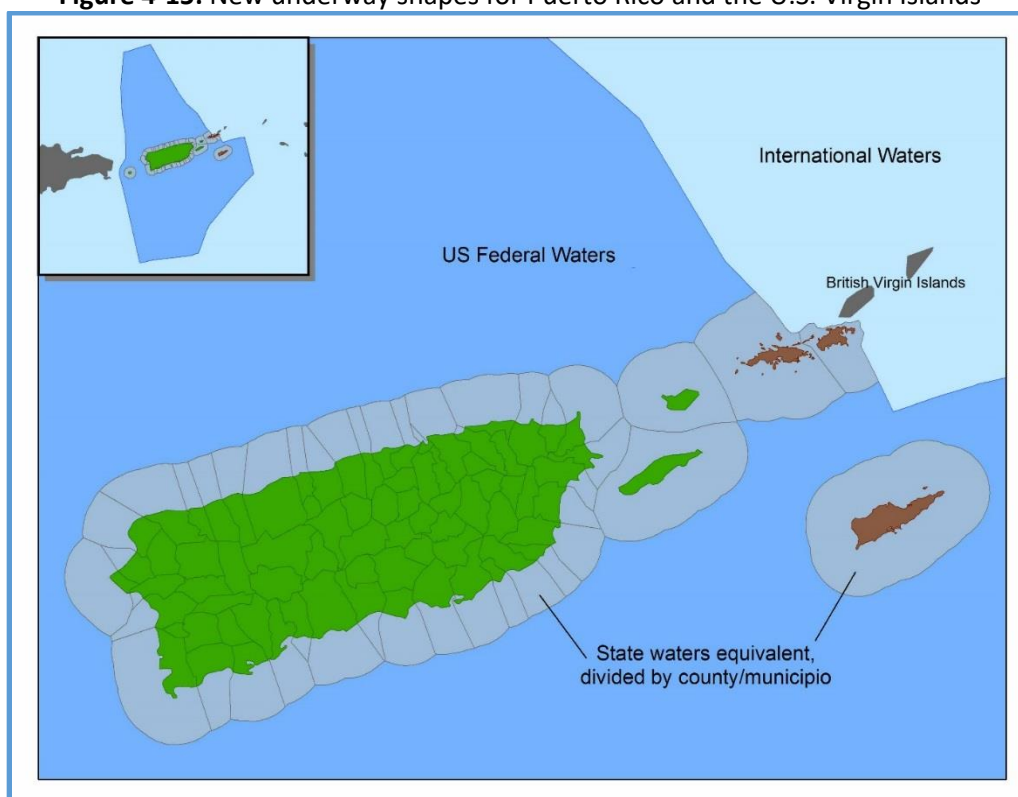 Figure 4-13. New underway shapes for Puerto Rico and the U.S. Virgin Islands
International Waters
US Federal Waters
British Virgin Islands
State waters equivalent,
divided by county/municipio